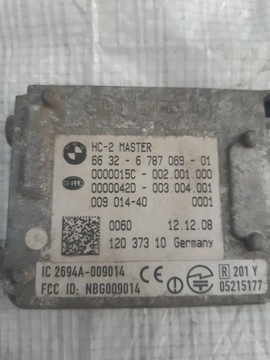 HC-2 MASTER
66 32 - 6 787 069 - 01
0000015C - 002.001.000
0000042D - 003.004.001
009 014-40 0001
0060 12.12.08
120 373 10 Germany
IC 2694A-009014
FCC ID: NBG009014
R 201 Y
05215177